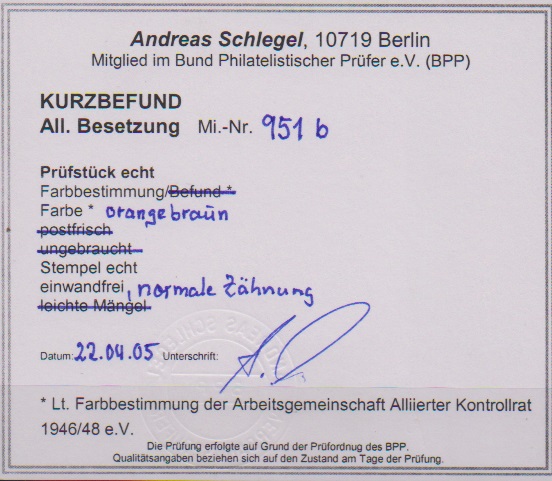 Andreas Schlegel, 10719 Berlin
Mitglied im Bund Philatelistischer Prüfer e.V. (BPP)
KURZBEFUND
All. Besetzung Mi.-Nr. 951 b
Prüfstück echt
Farbbestimmung/Befund *
Farbe * orangebraun
postfrisch
ungebraucht
Stempel echt
einwandfrei, normale Zähnung
leichte Mängel
Datum: 22.04.05 Unterschrift:
* Lt. Farbbestimmung der Arbeitsgemeinschaft Alliierter Kontrollrat
1946/48 e.V.
Die Prüfung erfolgte auf Grund der Prüfordnug des BPP.
Qualitätsangaben beziehen sich auf den Zustand am Tage der Prüfung.